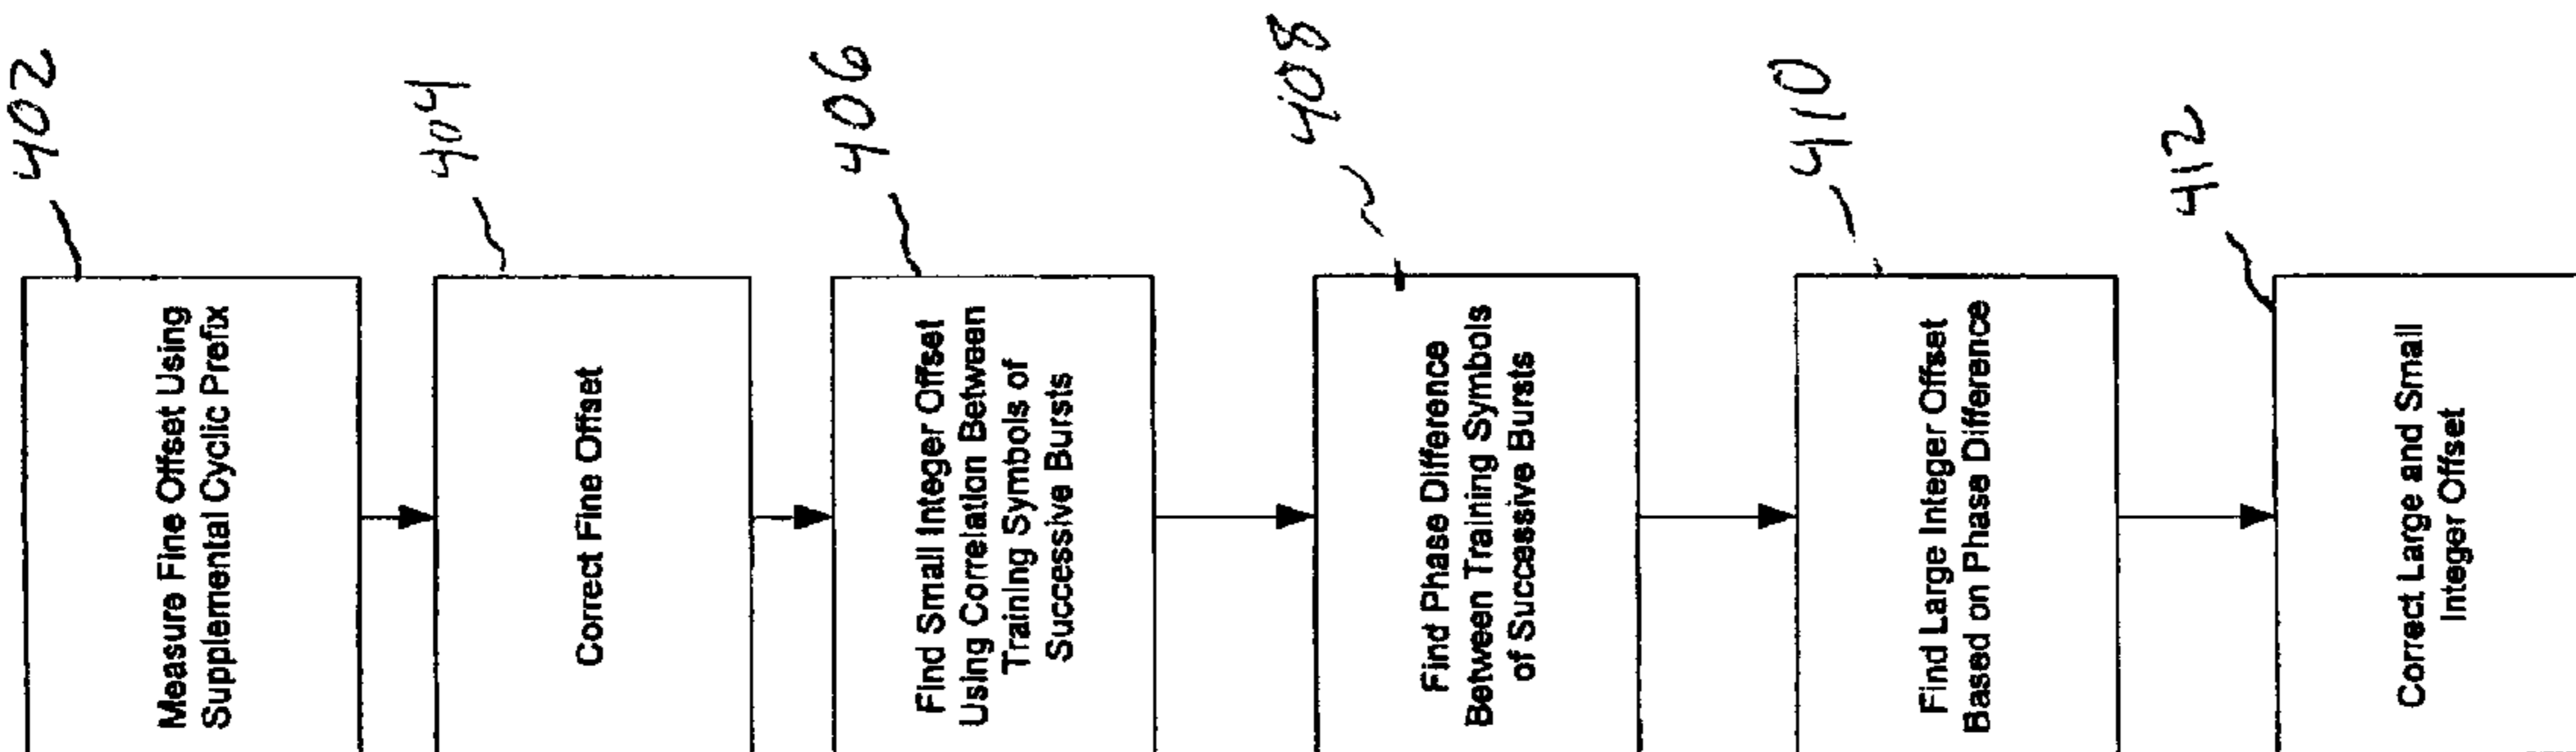 402
Measure Fine Offset Using
Supplemental Cyclic Prefix
404
Correct Fine Offset
406
Find Small Integer Offset
Using Correlation Between
Training Symbols of
Successive Bursts
408
Find Phase Difference
Between Training Symbols
of Successive Bursts
410
Find Large Integer Offset
Based on Phase Difference
412
Correct Large and Small
Integer Offset